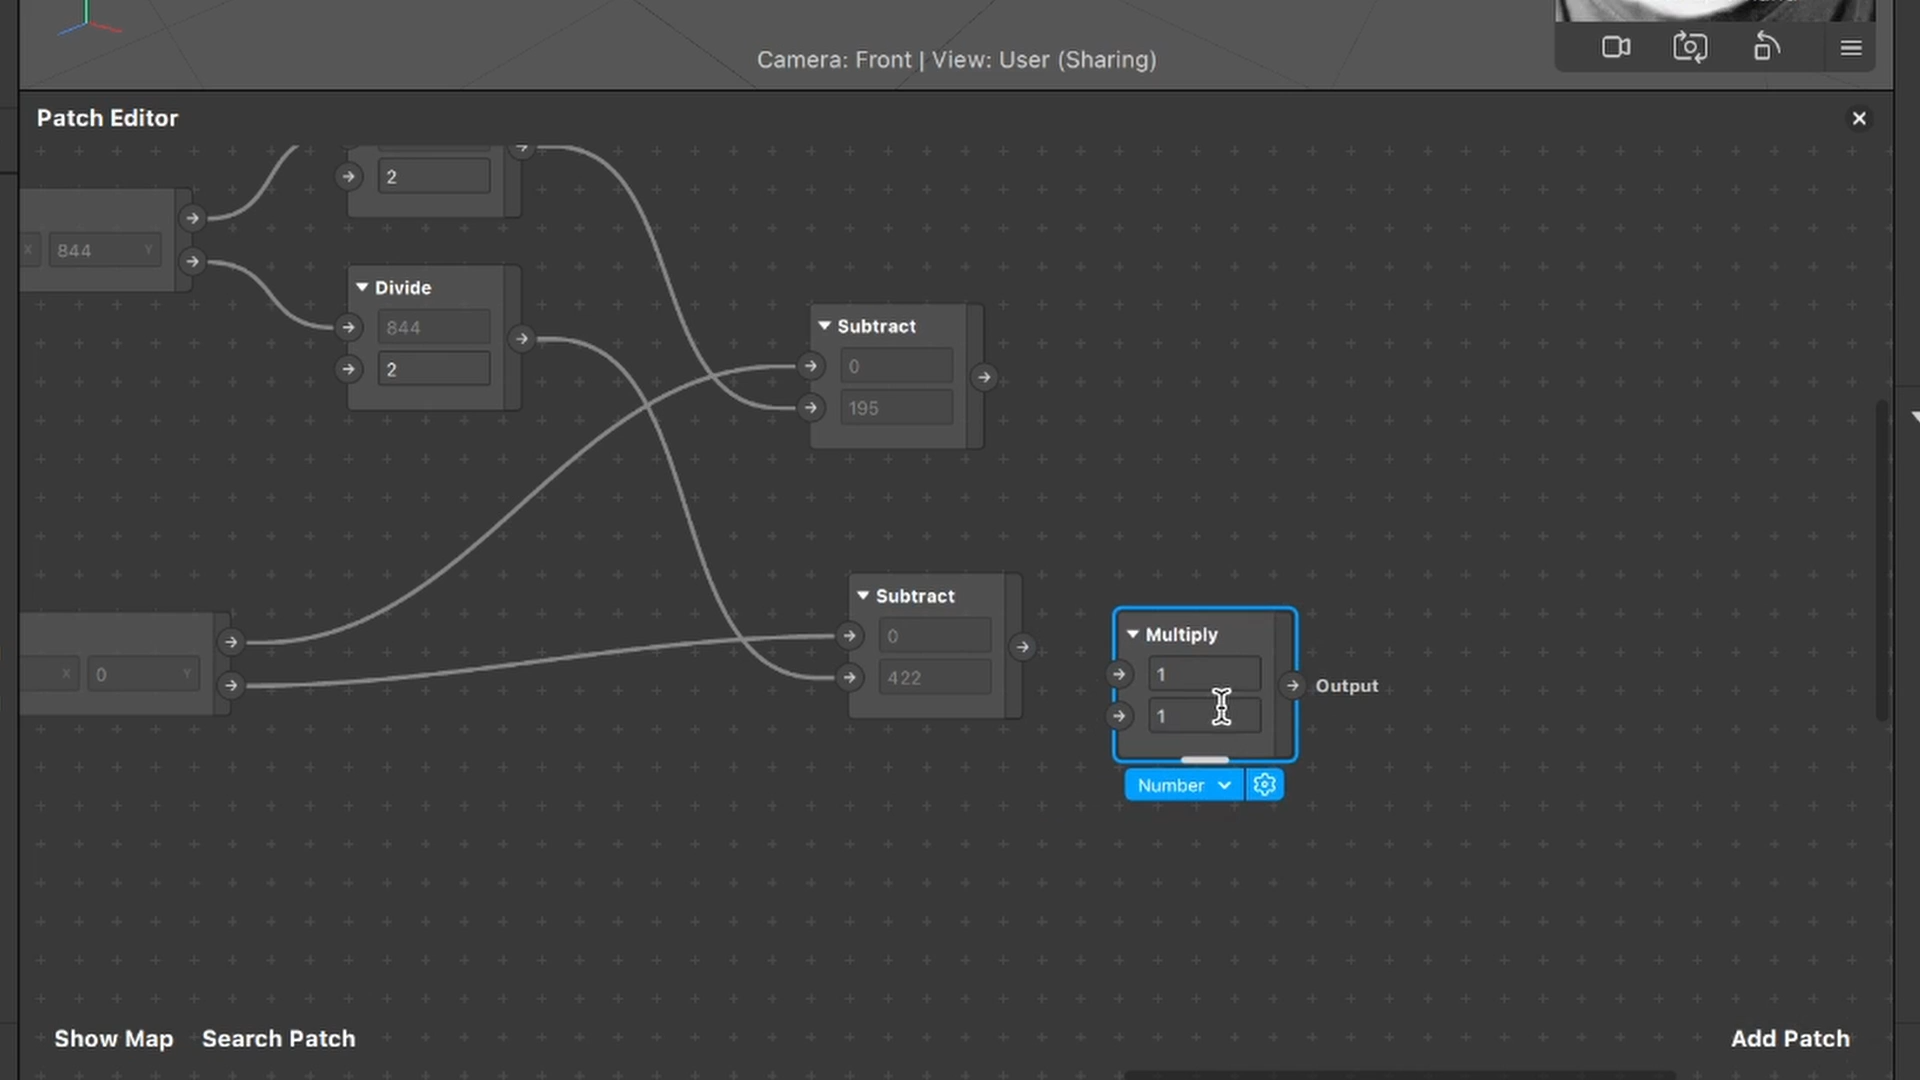 Camera: Front | View: User (Sharing)
Patch Editor
2
X
844
Y
Divide
844
2
Subtract
0
195
Subtract
0
422
X
0
Y
Multiply
1
1
Output
Number
Show Map
Search Patch
Add Patch